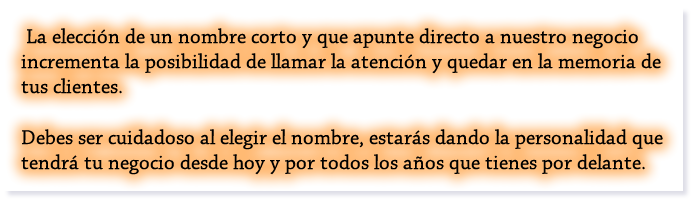 La elección de un nombre corto y que apunte directo a nuestro negocio
incrementa la posibilidad de llamar la atención y quedar en la memoria de
tus clientes.
Debes ser cuidadoso al elegir el nombre, estarás dando la personalidad que
tendrá tu negocio desde hoy y por todos los años que tienes por delante.